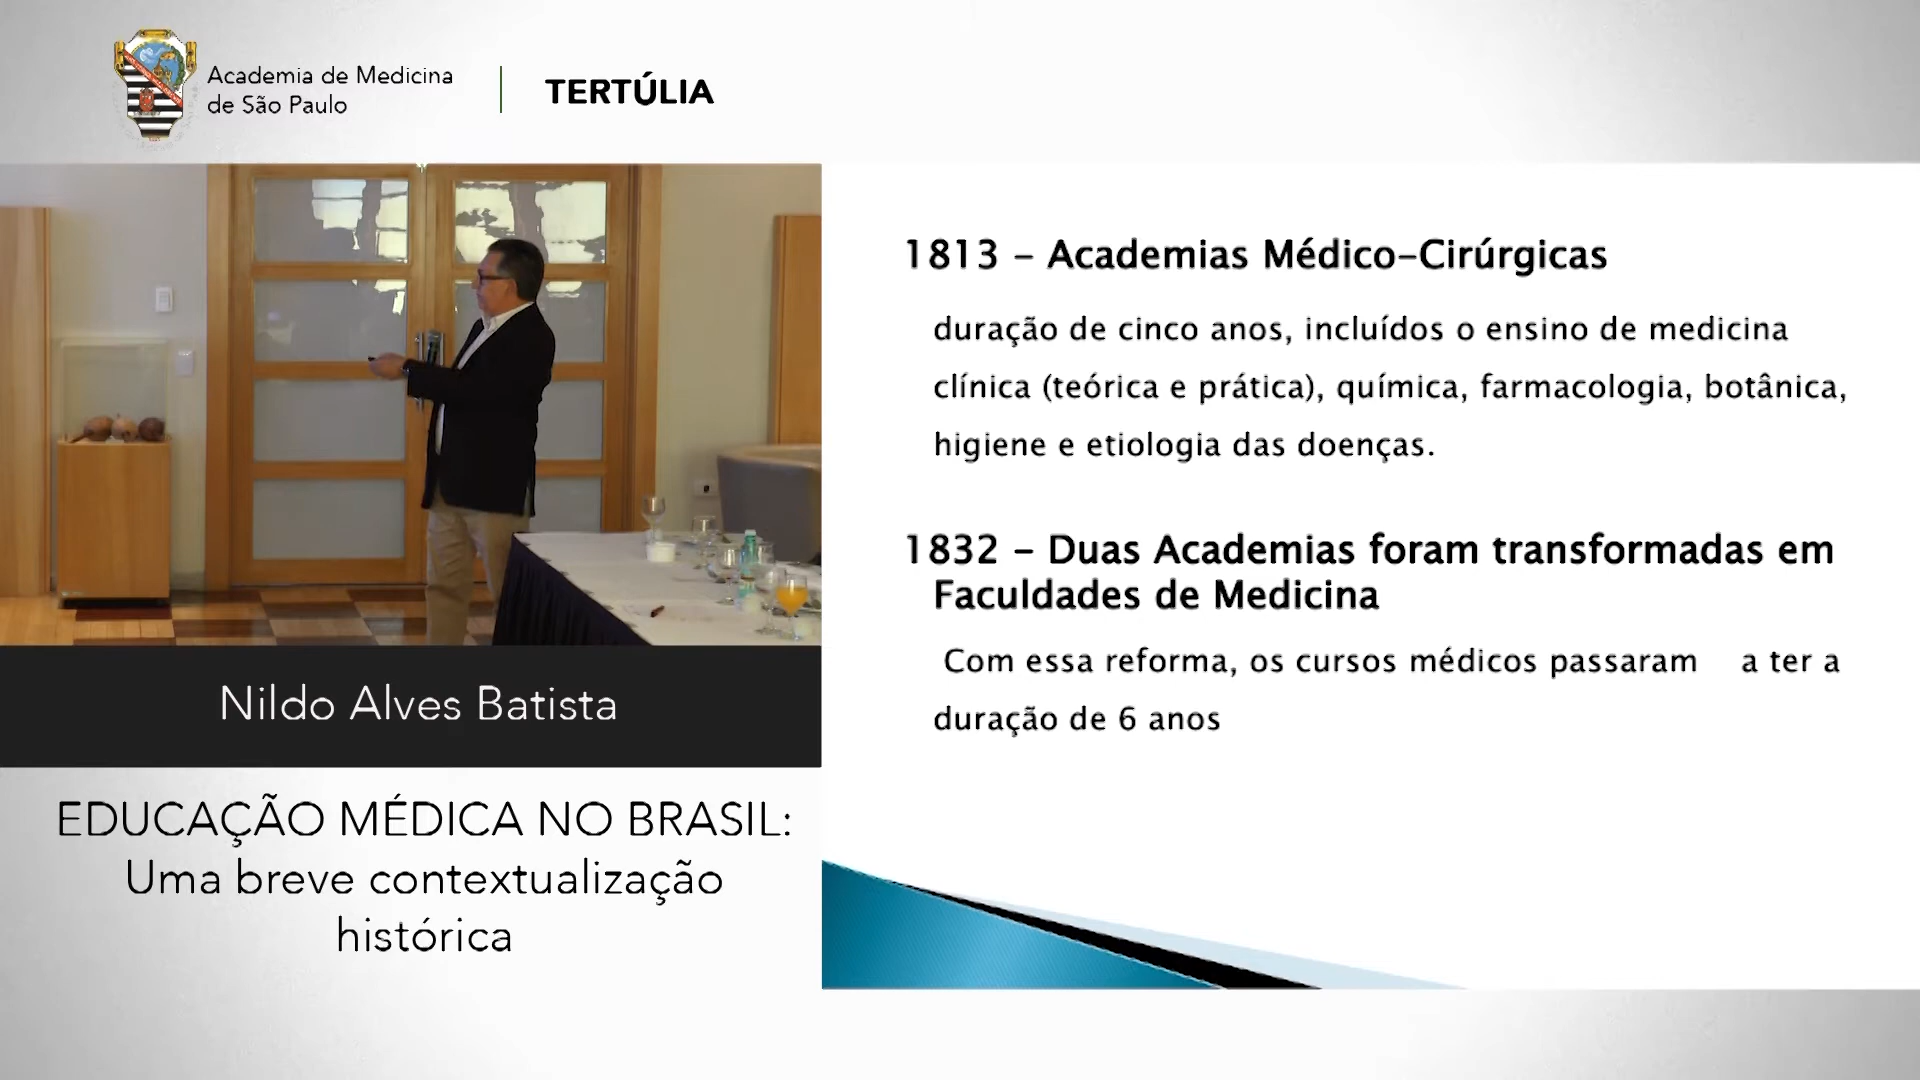 Academia de Medicina
de São Paulo
TERTÚLIA
1813 – Academias Médico–Cirúrgicas
duração de cinco anos, incluídos o ensino de medicina
clínica (teórica e prática), química, farmacologia, botânica,
higiene e etiologia das doenças.
1832 – Duas Academias foram transformadas em
Faculdades de Medicina
Com essa reforma, os cursos médicos passaram a ter a
duração de 6 anos
Nildo Alves Batista
EDUCAÇÃO MÉDICA NO BRASIL:
Uma breve contextualização
histórica